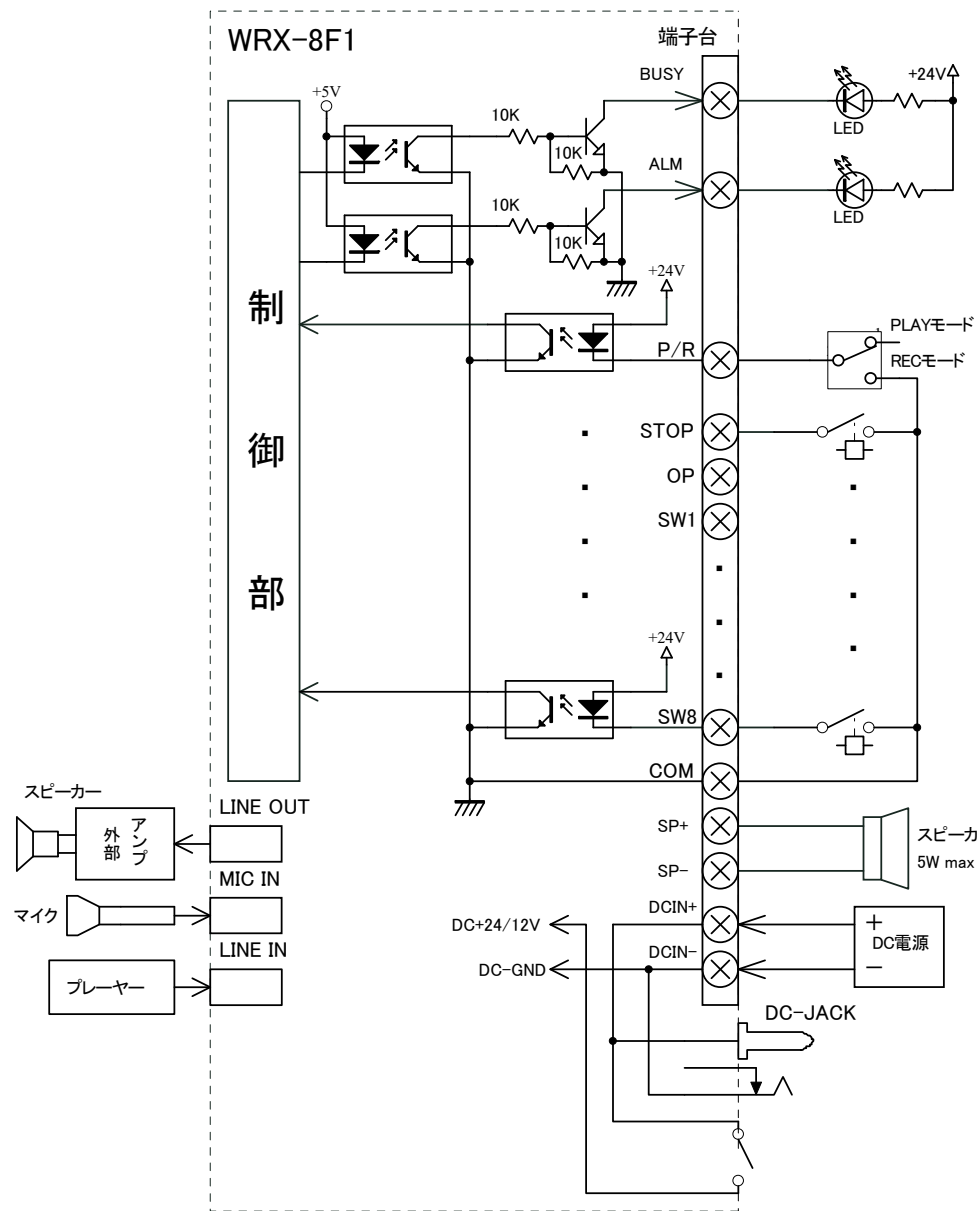 WRX-8F1
端子台
BUSY
+24V
+5V
10K
10K
LED
ALM
10K
10K
LED
+24V
制御部
P/R
PLAYモード
RECモード
STOP
OP
SW1
+24V
SW8
COM
スピーカー
LINE OUT
外部アンプ
SP+
スピーカ
5W max
SP-
MIC IN
マイク
DCIN+
DC+24/12V
+
DC電源
-
LINE IN
DCIN-
DC-GND
プレーヤー
DC-JACK